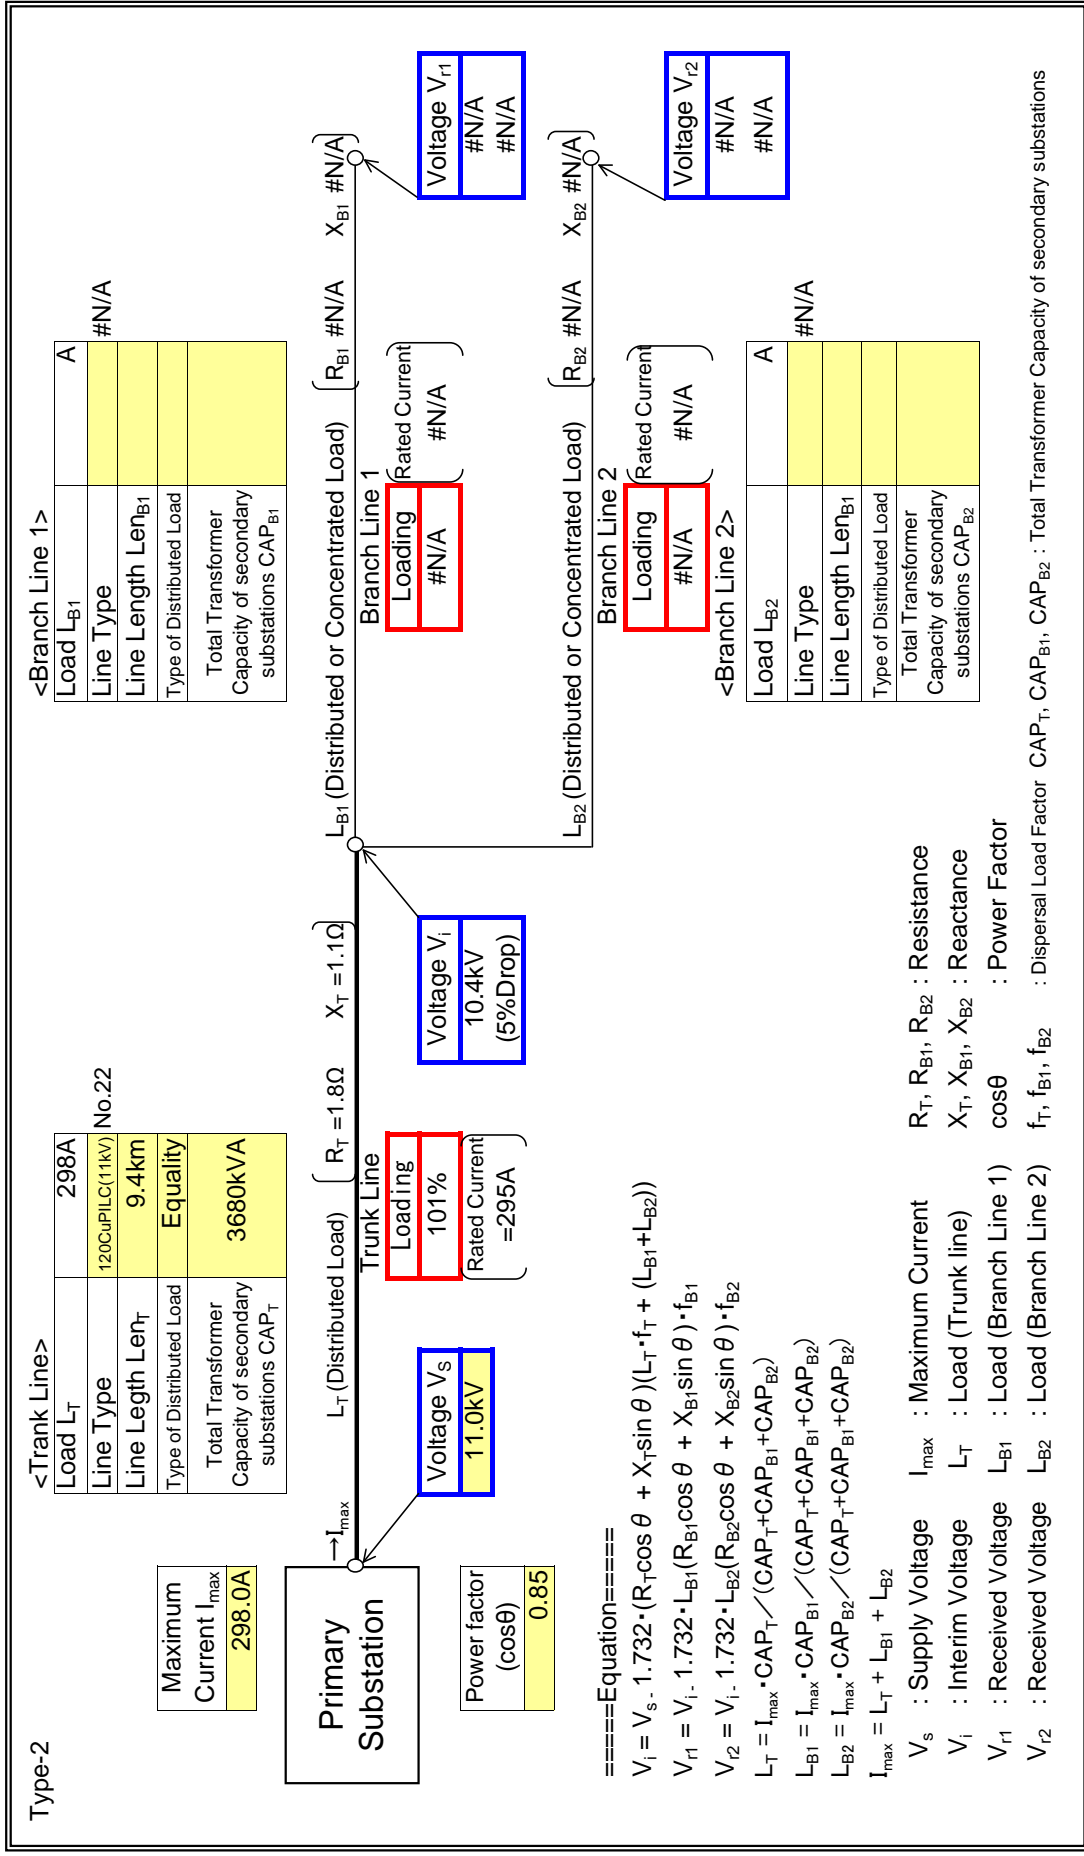 Type-2
<Trank Line>
Load LT 298A
Line Type 120CuPILC(11kV) No.22
Line Legth LenT 9.4km
Type of Distributed Load Equality
Total Transformer
Capacity of secondary
substations CAPT
3680kVA
<Branch Line 1>
Load LB1 A
Line Type #N/A
Line Length LenB1
Type of Distributed Load
Total Transformer
Capacity of secondary
substations CAPB1
Maximum
Current Imax
298.0A
Primary
Substation
→Imax
LT (Distributed Load)
RT =1.8Ω XT =1.1Ω
Trunk Line
Loading
101%
Rated Current
=295A
LB1 (Distributed or Concentrated Load)
RB1 #N/A XB1 #N/A
Branch Line 1
Loading
#N/A
Rated Current
#N/A
Voltage VS
11.0kV
Voltage Vi
10.4kV
(5%Drop)
Voltage Vr1
#N/A
#N/A
Power factor
(cosθ)
0.85
LB2 (Distributed or Concentrated Load)
RB2 #N/A XB2 #N/A
Branch Line 2
Loading
#N/A
Rated Current
#N/A
Voltage Vr2
#N/A
#N/A
<Branch Line 2>
Load LB2 A
Line Type #N/A
Line Length LenB1
Type of Distributed Load
Total Transformer
Capacity of secondary
substations CAPB2
=====Equation=====
Vi = Vs - 1.732・(RTcosθ + XTsinθ)(LT・fT + (LB1+LB2))
Vr1 = Vi - 1.732・LB1(RB1cosθ + XB1sinθ)・fB1
Vr2 = Vi - 1.732・LB2(RB2cosθ + XB2sinθ)・fB2
LT = Imax・CAPT／(CAPT+CAPB1+CAPB2)
LB1 = Imax・CAPB1／(CAPT+CAPB1+CAPB2)
LB2 = Imax・CAPB2／(CAPT+CAPB1+CAPB2)
Imax = LT + LB1 + LB2
Vs : Supply Voltage Imax : Maximum Current RT, RB1, RB2 : Resistance
Vi : Interim Voltage LT : Load (Trunk line) XT, XB1, XB2 : Reactance
Vr1 : Received Voltage LB1 : Load (Branch Line 1) cosθ : Power Factor
Vr2 : Received Voltage LB2 : Load (Branch Line 2) fT, fB1, fB2 : Dispersal Load Factor CAPT, CAPB1, CAPB2 : Total Transformer Capacity of secondary substations